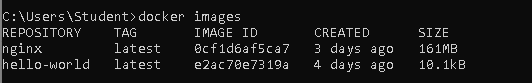 C:\Users\Student>docker images
REPOSITORY    TAG       IMAGE ID       CREATED      SIZE
nginx         latest    0cf1d6af5ca7   3 days ago   161MB
hello-world   latest    e2ac70e7319a   4 days ago   10.1kB